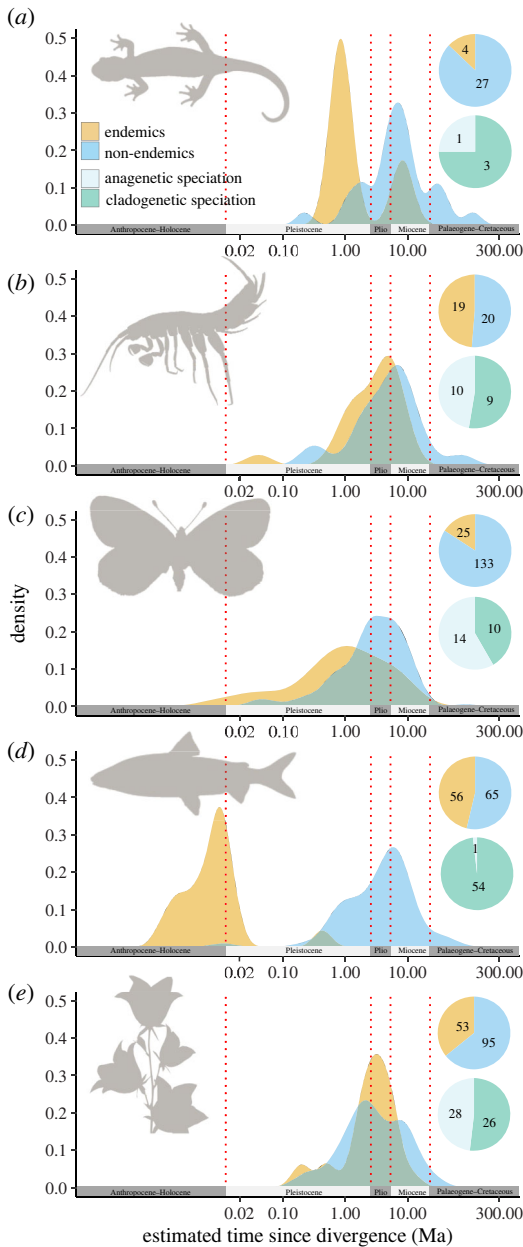 (a)
0.5
0.4
0.3
0.2
0.1
0.0
endemics
non-endemics
anagenetic speciation
cladogenetic speciation
4
27
1
3
Anthropocene–Holocene Pleistocene Plio Miocene Palaeogene–Cretaceous
0.02 0.10 1.00 10.00 300.00
(b)
0.5
0.4
0.3
0.2
0.1
0.0
19 20
10 9
Pleistocene Plio Miocene Palaeogene–Cretaceous
0.02 0.10 1.00 10.00 300.00
(c)
0.5
0.4
0.3
0.2
0.1
0.0
25
133
14 10
Anthropocene–Holocene Pleistocene Plio Miocene Palaeogene–Cretaceous
0.02 0.10 1.00 10.00 300.00
density
(d)
0.5
0.4
0.3
0.2
0.1
0.0
56 65
1
54
Anthropocene–Holocene Pleistocene Plio Miocene Palaeogene–Cretaceous
0.02 0.10 1.00 10.00 300.00
(e)
0.5
0.4
0.3
0.2
0.1
0.0
53
95
28 26
Anthropocene–Holocene Pleistocene Plio Miocene Palaeogene–Cretaceous
0.02 0.10 1.00 10.00 300.00
estimated time since divergence (Ma)